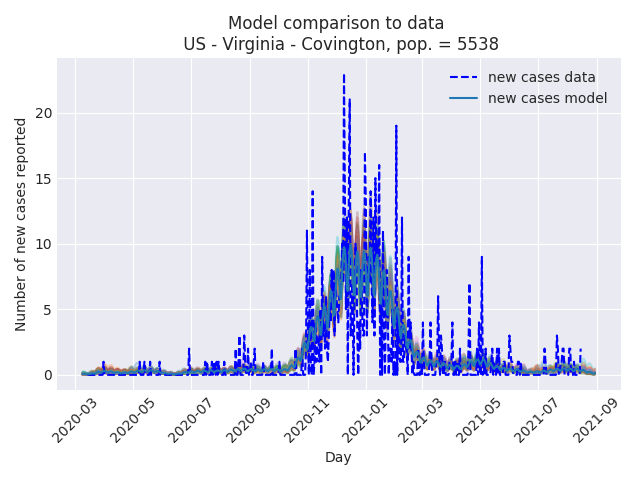 Model comparison to data
US - Virginia - Covington, pop. = 5538
new cases data
new cases model
Number of new cases reported
20
15
10
5
0
2020-03
2020-05
2020-07
2020-09
2020-11
2021-01
2021-03
2021-05
2021-07
2021-09
Day